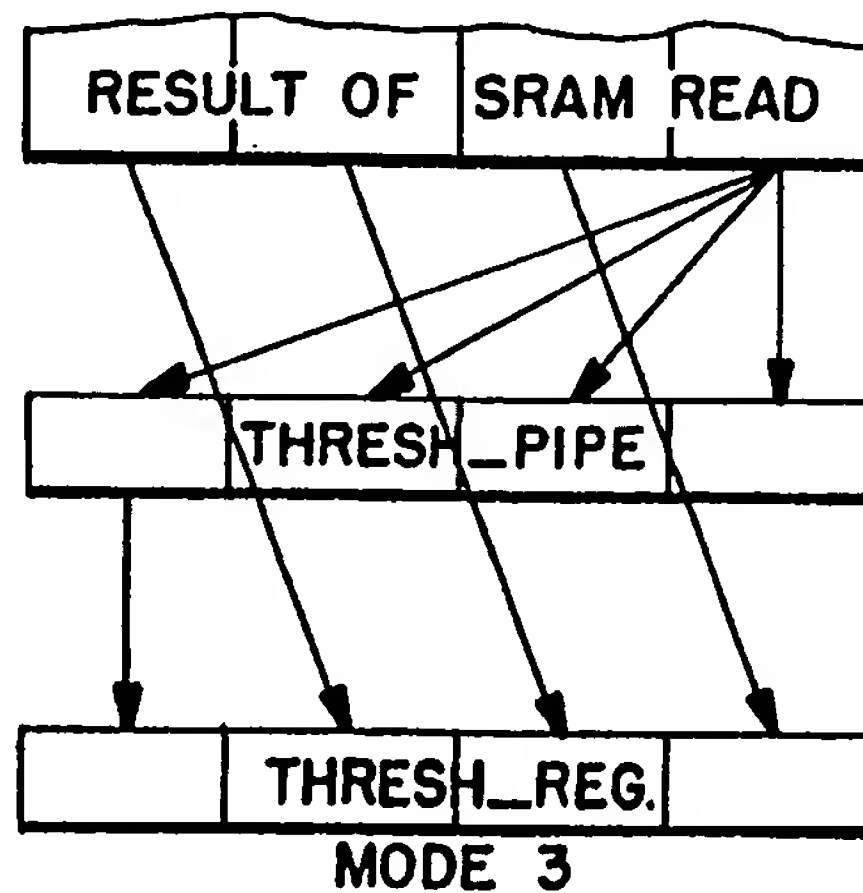 RESULT OF SRAM READ
THRESH_PIPE
THRESH_REG.
MODE 3